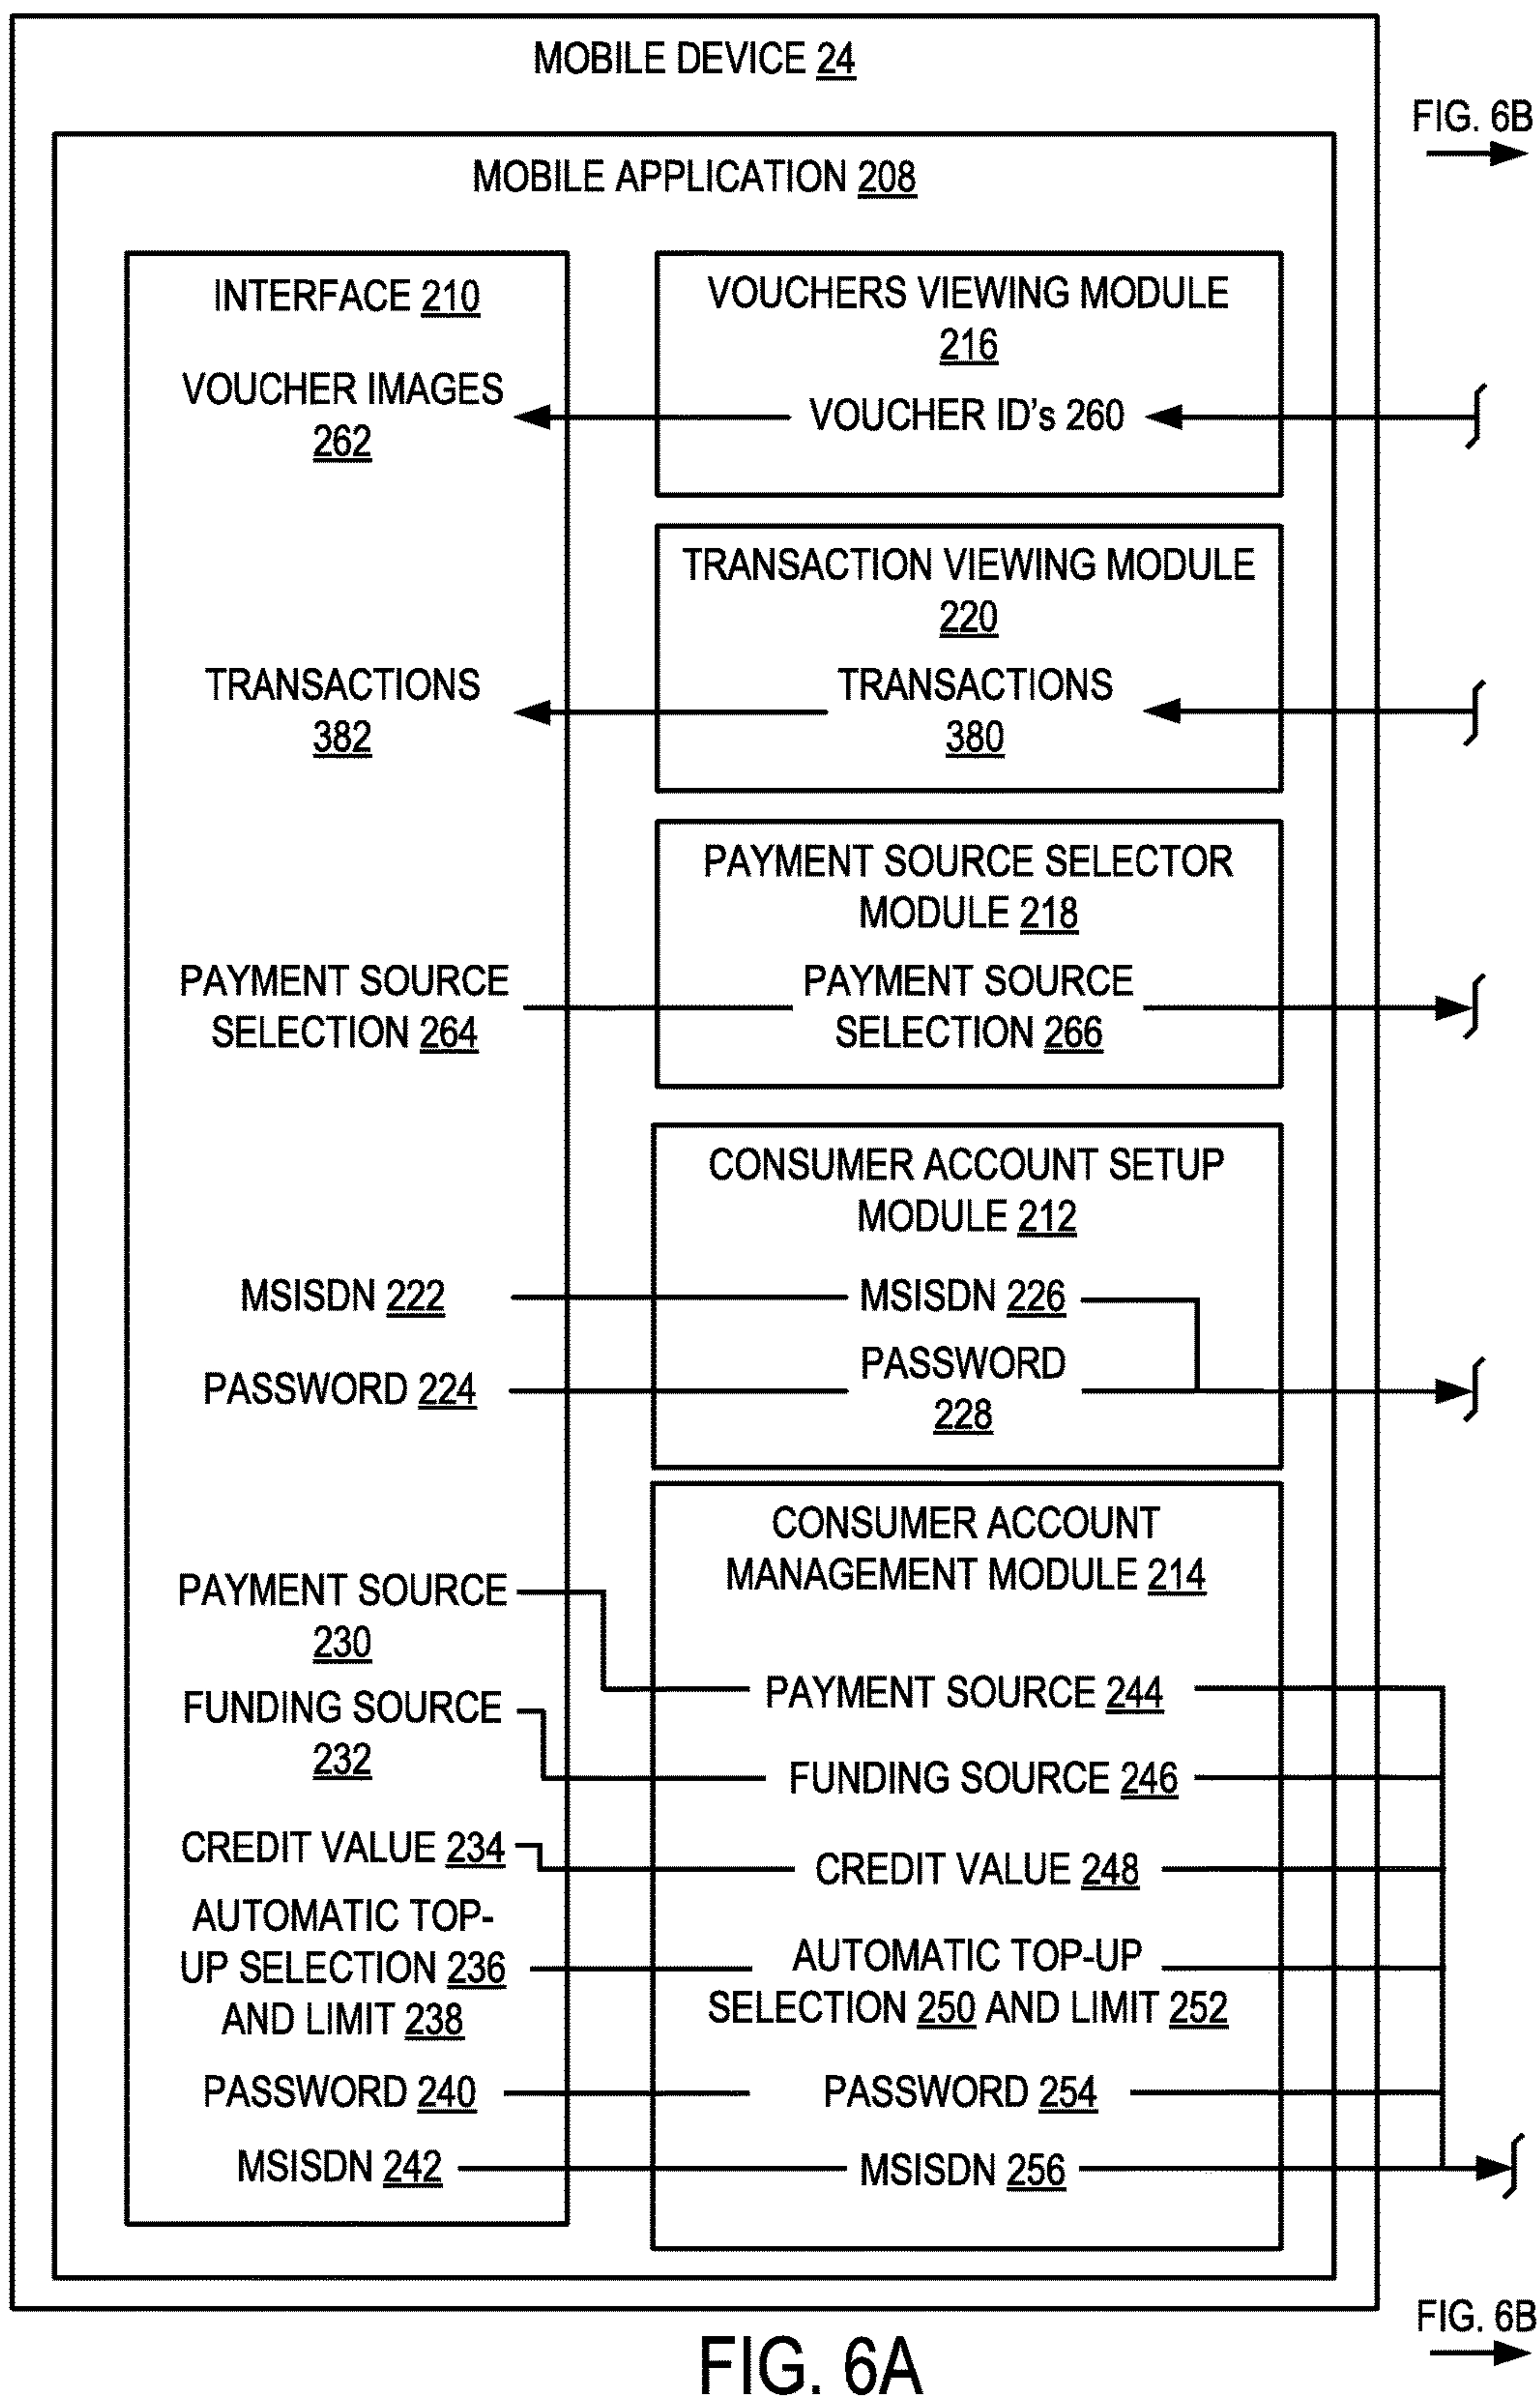 MOBILE DEVICE 24
FIG. 6B
MOBILE APPLICATION 208
INTERFACE 210
VOUCHER IMAGES
262
TRANSACTIONS
382
PAYMENT SOURCE
SELECTION 264
MSISDN 222
PASSWORD 224
PAYMENT SOURCE
230
FUNDING SOURCE
232
CREDIT VALUE 234
AUTOMATIC TOP-
UP SELECTION 236
AND LIMIT 238
PASSWORD 240
MSISDN 242
VOUCHERS VIEWING MODULE
216
VOUCHER ID's 260
TRANSACTION VIEWING MODULE
220
TRANSACTIONS
380
PAYMENT SOURCE SELECTOR
MODULE 218
PAYMENT SOURCE
SELECTION 266
CONSUMER ACCOUNT SETUP
MODULE 212
MSISDN 226
PASSWORD
228
CONSUMER ACCOUNT
MANAGEMENT MODULE 214
PAYMENT SOURCE 244
FUNDING SOURCE 246
CREDIT VALUE 248
AUTOMATIC TOP-UP
SELECTION 250 AND LIMIT 252
PASSWORD 254
MSISDN 256
FIG. 6B
FIG. 6A